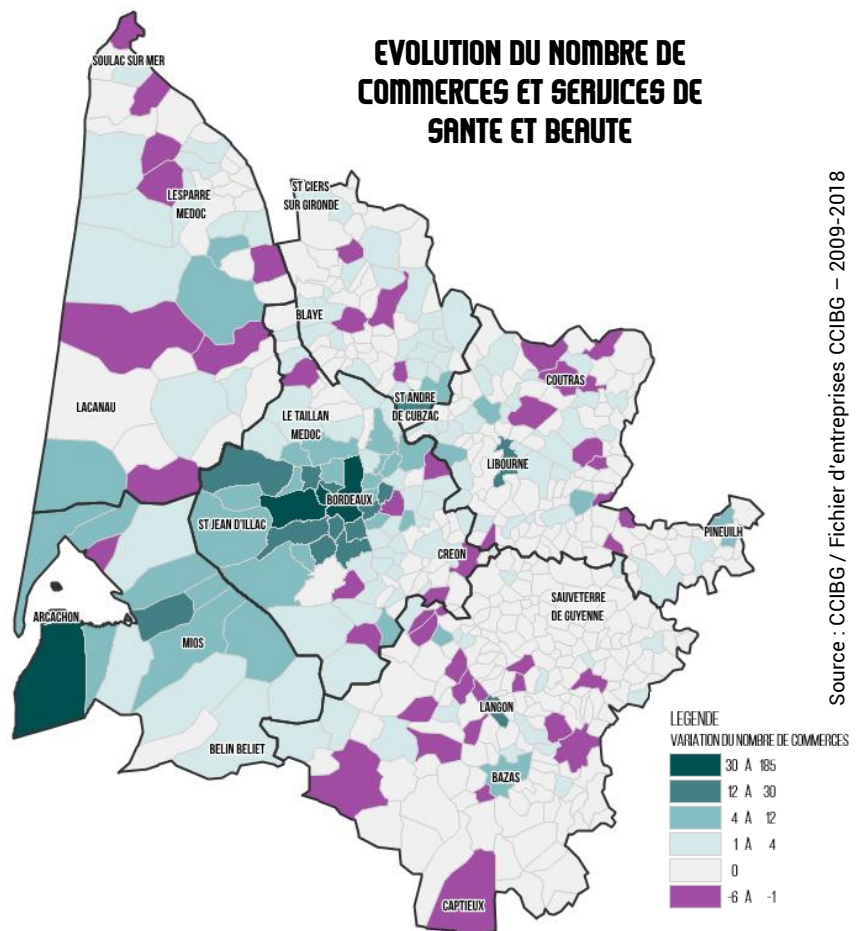 EVOLUTION DU NOMBRE DE
COMMERCES ET SERVICES DE
SANTE ET BEAUTE
SOULAC SUR MER
LESPARRE
MEDOC
ST CIERS
SUR GIRONDE
BLAYE
LACANAU
LE TAILLAN
MEDOC
ST ANDRE
DE CUBZAC
COUTRAS
LIBOURNE
BORDEAUX
ST JEAN D'ILLAC
PINEUILH
CREON
SAUVETERRE
DE GUYENNE
ARCACHON
MIOS
LANGON
BELIN BELIET
BAZAS
CAPTIEUX
LEGENDE
VARIATION DU NOMBRE DE COMMERCES
30 A 185
12 A 30
4 A 12
1 A 4
0
-6 A -1
Source : CCIBG / Fichier d'entreprises CCIBG – 2009-2018